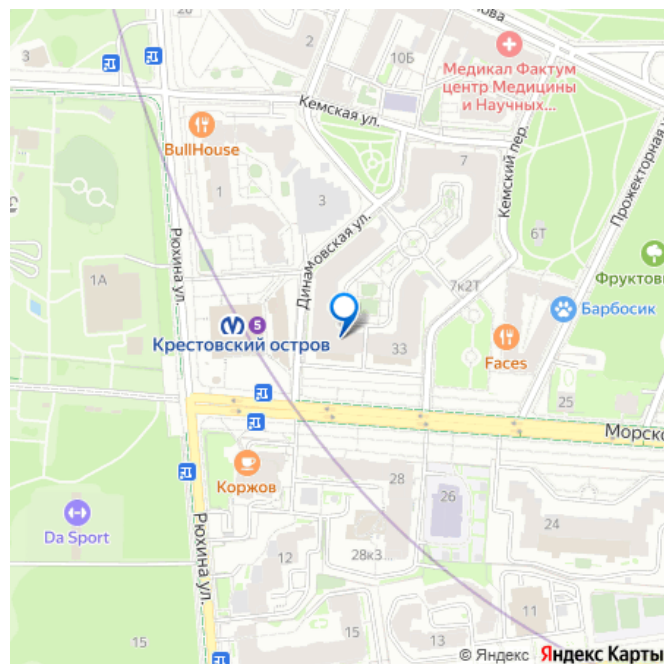 26
2
10Б
нова
Медикал Фактум
центр Медицины
и Научных...
Кемская ул.
BullHouse
1
3
7
Кемский пер.
Прожекторная у
Рюхина ул.
Динамовская ул.
6Т
1А
7к2Т
Фруктовы
Барбосик
5
Крестовский остров
33
Faces
25
Морско
Коржов
28
26
Da Sport
24
Рюхина ул.
12
28к3
11
15
15
13
© Яндекс Яндекс Карты